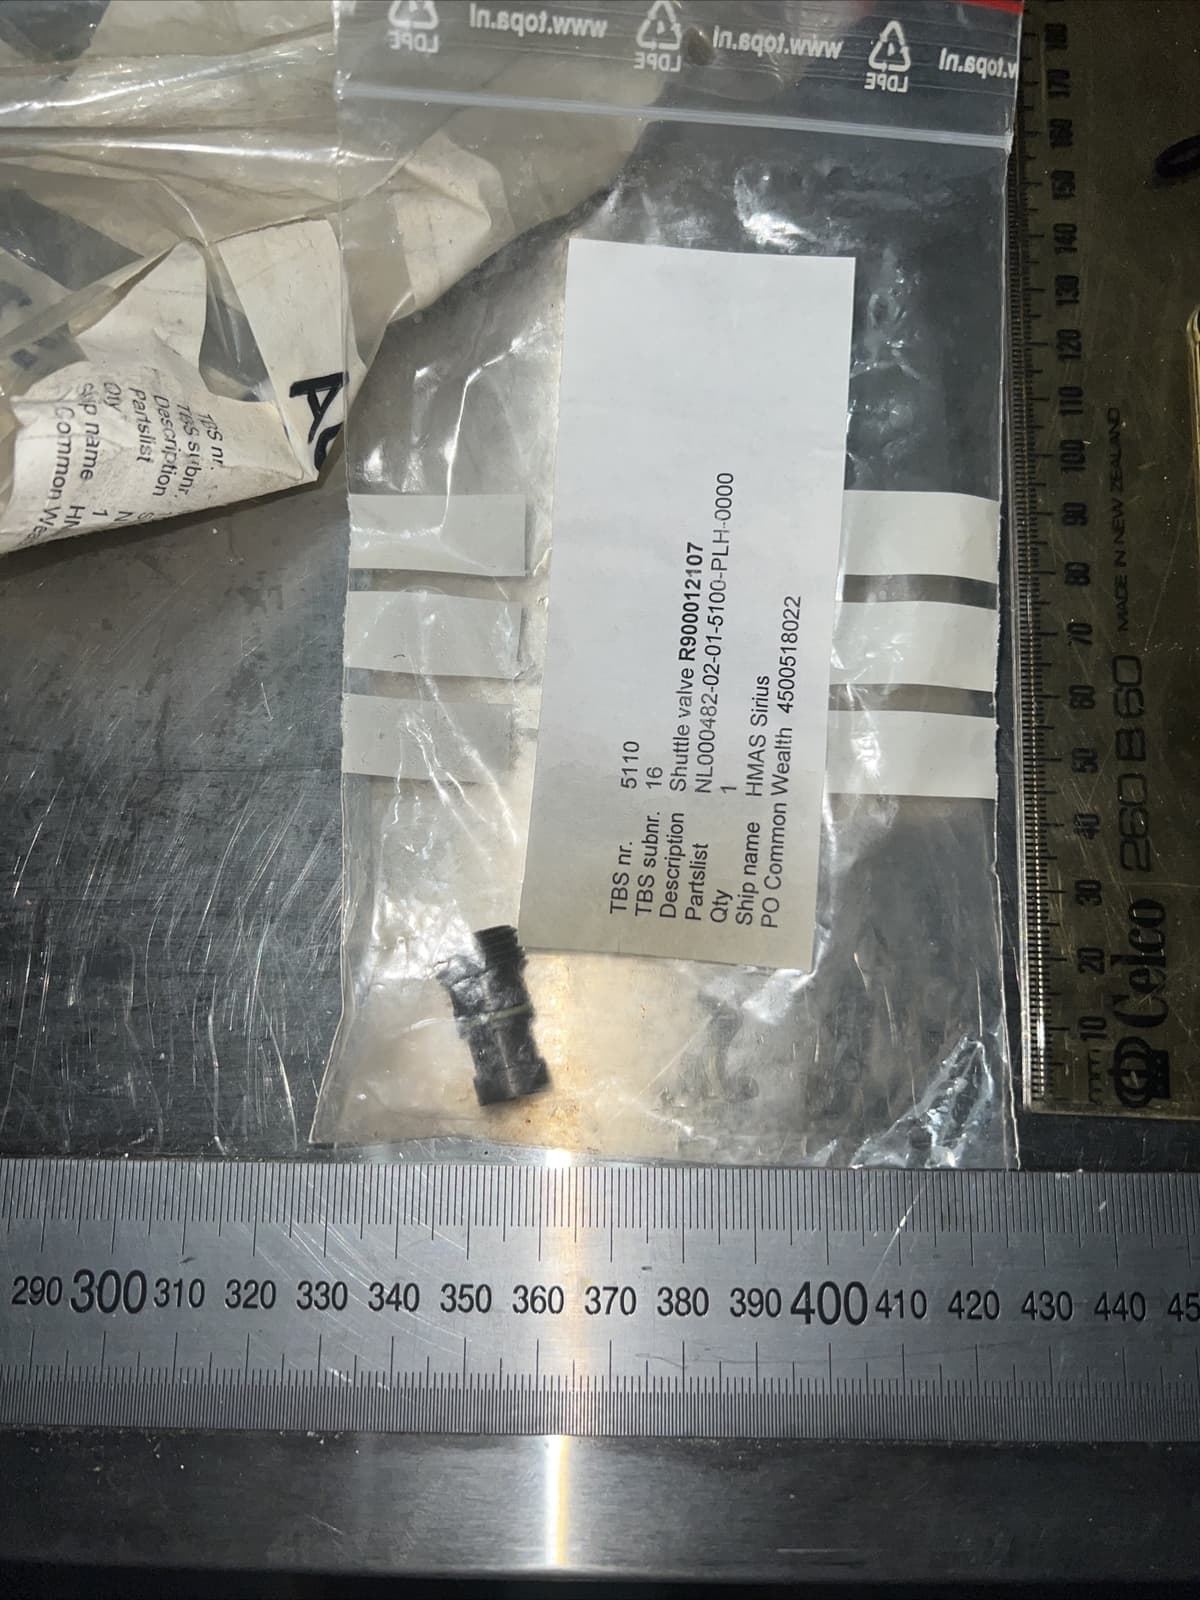 www.topa.nl
LDPE
www.topa.nl
LDPE
www.topa.nl
LDPE
TBS nr. 5110
TBS subnr. 16
Description Shuttle valve R900012107
Partslist NL000482-02-01-5100-PLH-0000
Qty 1
Ship name HMAS Sirius
PO Common Wealth 4500518022
TBS nr.
TBS subnr.
Description
Partslist
Qty 1
Ship name
Common
mm 10 20 30 40 50 60 70 80 90 100 110 120 130 140 150 160 170 180
Celco 260 B 60 MADE IN NEW ZEALAND
290 300 310 320 330 340 350 360 370 380 390 400 410 420 430 440 45